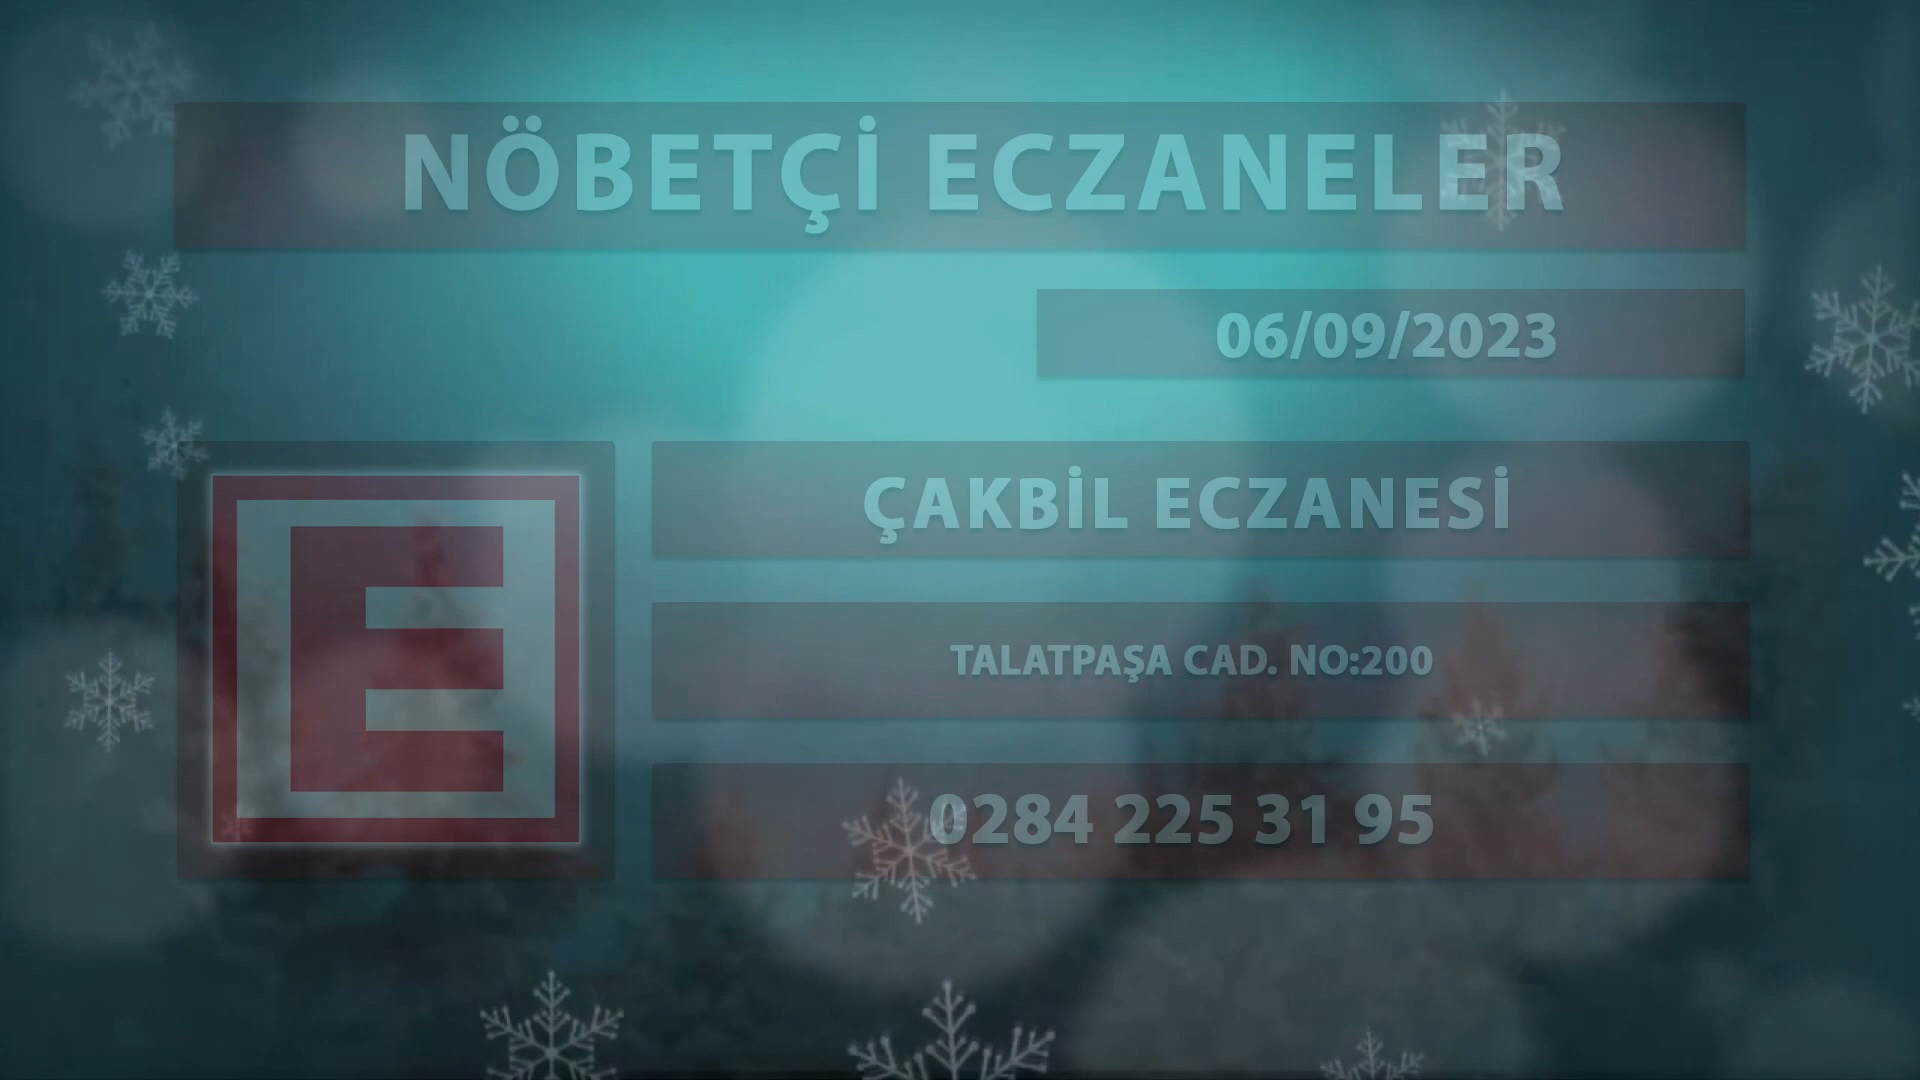 NÖBETÇİ ECZANELER
06/09/2023
E
ÇAKBİL ECZANESİ
TALATPAŞA CAD. NO:200
0284 225 31 95